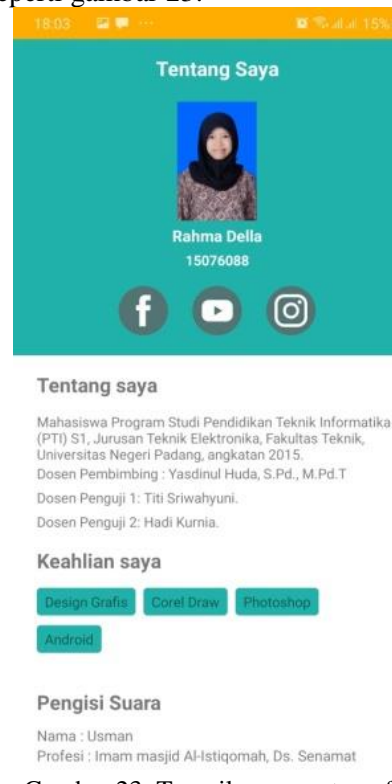 seperti gambar 23.
18:03
15%
Tentang Saya
Rahma Della
15076088
Tentang saya
Mahasiswa Program Studi Pendidikan Teknik Informatika
(PTI) S1, Jurusan Teknik Elektronika, Fakultas Teknik,
Universitas Negeri Padang, angkatan 2015.
Dosen Pembimbing : Yasdinul Huda, S.Pd., M.Pd.T
Dosen Penguji 1: Titi Sriwahyuni.
Dosen Penguji 2: Hadi Kurnia.
Keahlian saya
Design Grafis Corel Draw Photoshop
Android
Pengisi Suara
Nama : Usman
Profesi : Imam masjid Al-Istiqomah, Ds. Senamat